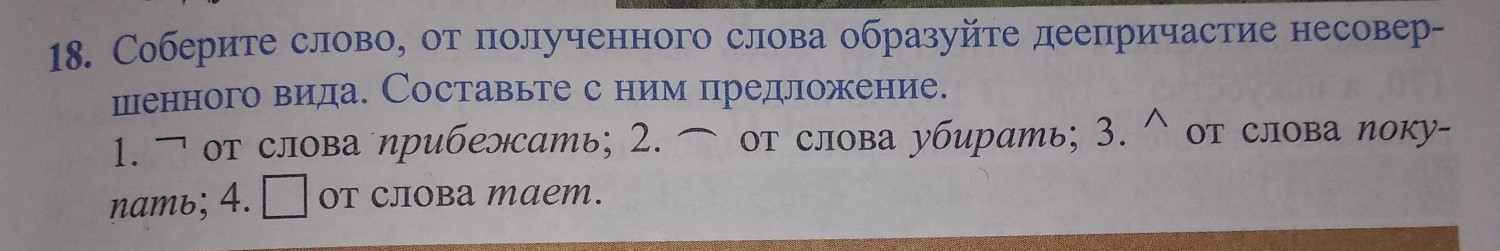 18. Соберите слово, от полученного слова образуйте деепричастие несовер-
шенного вида. Составьте с ним предложение.
1. ¬ от слова прибежать; 2. ⌒ от слова убирать; 3. ^ от слова поку-
пать; 4. □ от слова тает.